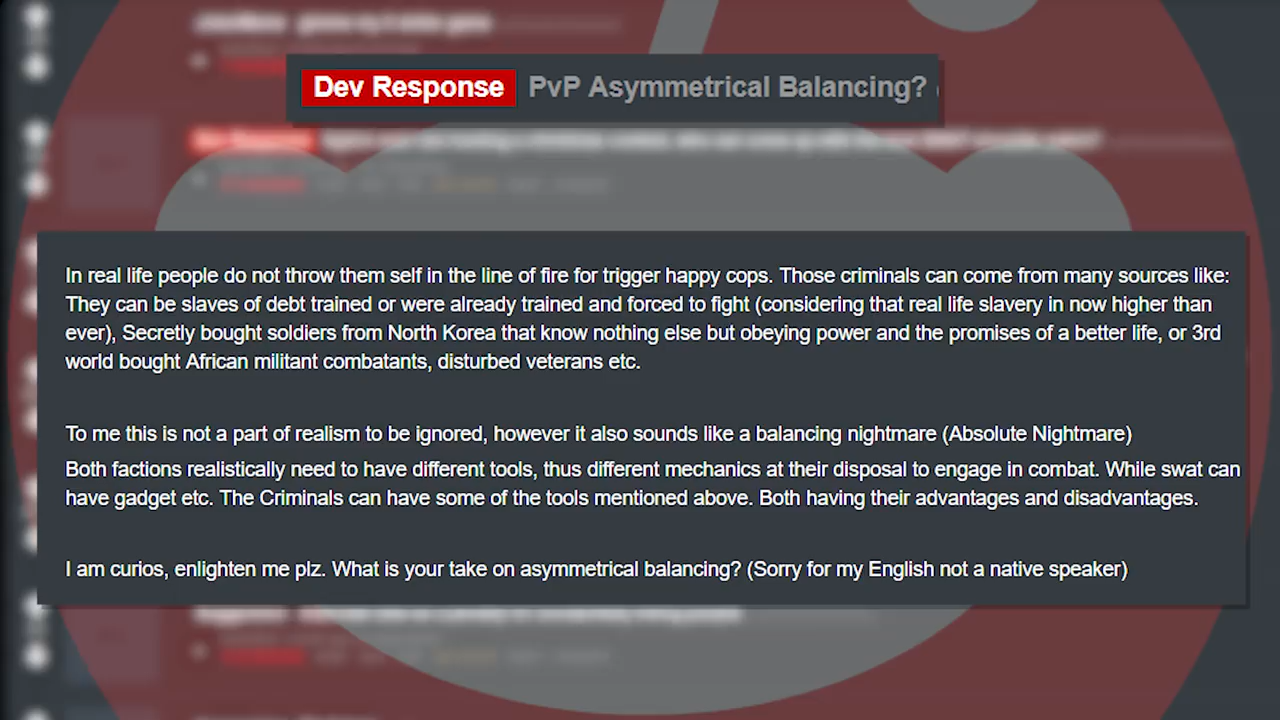 Dev Response PvP Asymmetrical Balancing?
In real life people do not throw them self in the line of fire for trigger happy cops. Those criminals can come from many sources like:
They can be slaves of debt trained or were already trained and forced to fight (considering that real life slavery in now higher than
ever), Secretly bought soldiers from North Korea that know nothing else but obeying power and the promises of a better life, or 3rd
world bought African militant combatants, disturbed veterans etc.
To me this is not a part of realism to be ignored, however it also sounds like a balancing nightmare (Absolute Nightmare)
Both factions realistically need to have different tools, thus different mechanics at their disposal to engage in combat. While swat can
have gadget etc. The Criminals can have some of the tools mentioned above. Both having their advantages and disadvantages.
I am curios, enlighten me plz. What is your take on asymmetrical balancing? (Sorry for my English not a native speaker)